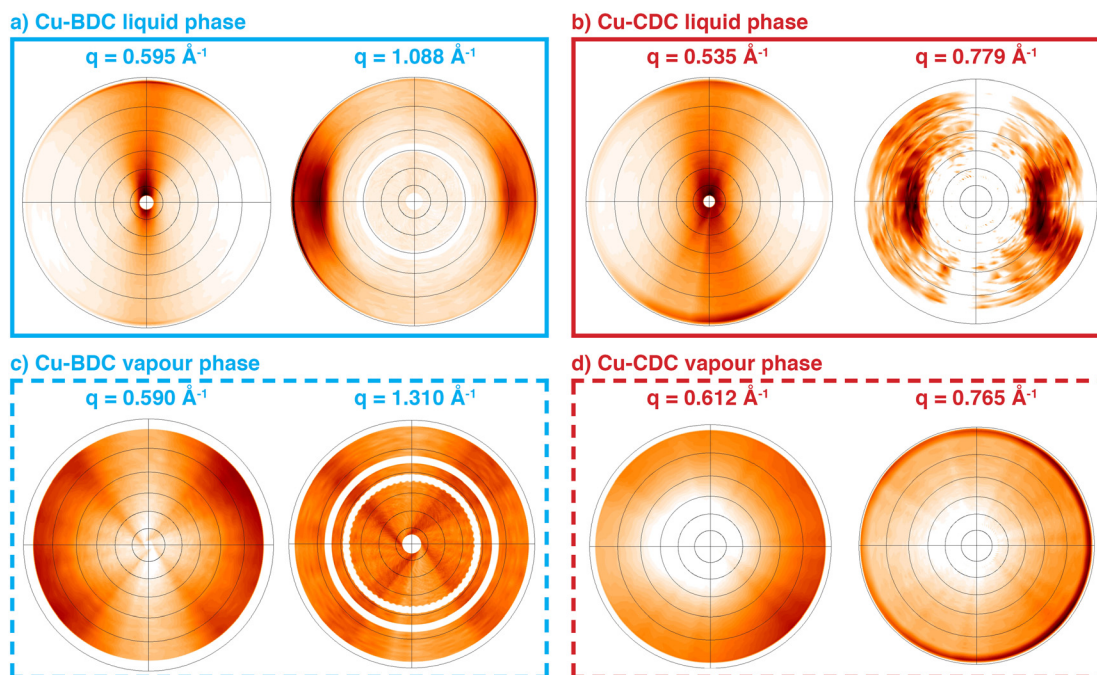 a) Cu-BDC liquid phase
q = 0.595 Å⁻¹
q = 1.088 Å⁻¹
b) Cu-CDC liquid phase
q = 0.535 Å⁻¹
q = 0.779 Å⁻¹
c) Cu-BDC vapour phase
q = 0.590 Å⁻¹
q = 1.310 Å⁻¹
d) Cu-CDC vapour phase
q = 0.612 Å⁻¹
q = 0.765 Å⁻¹